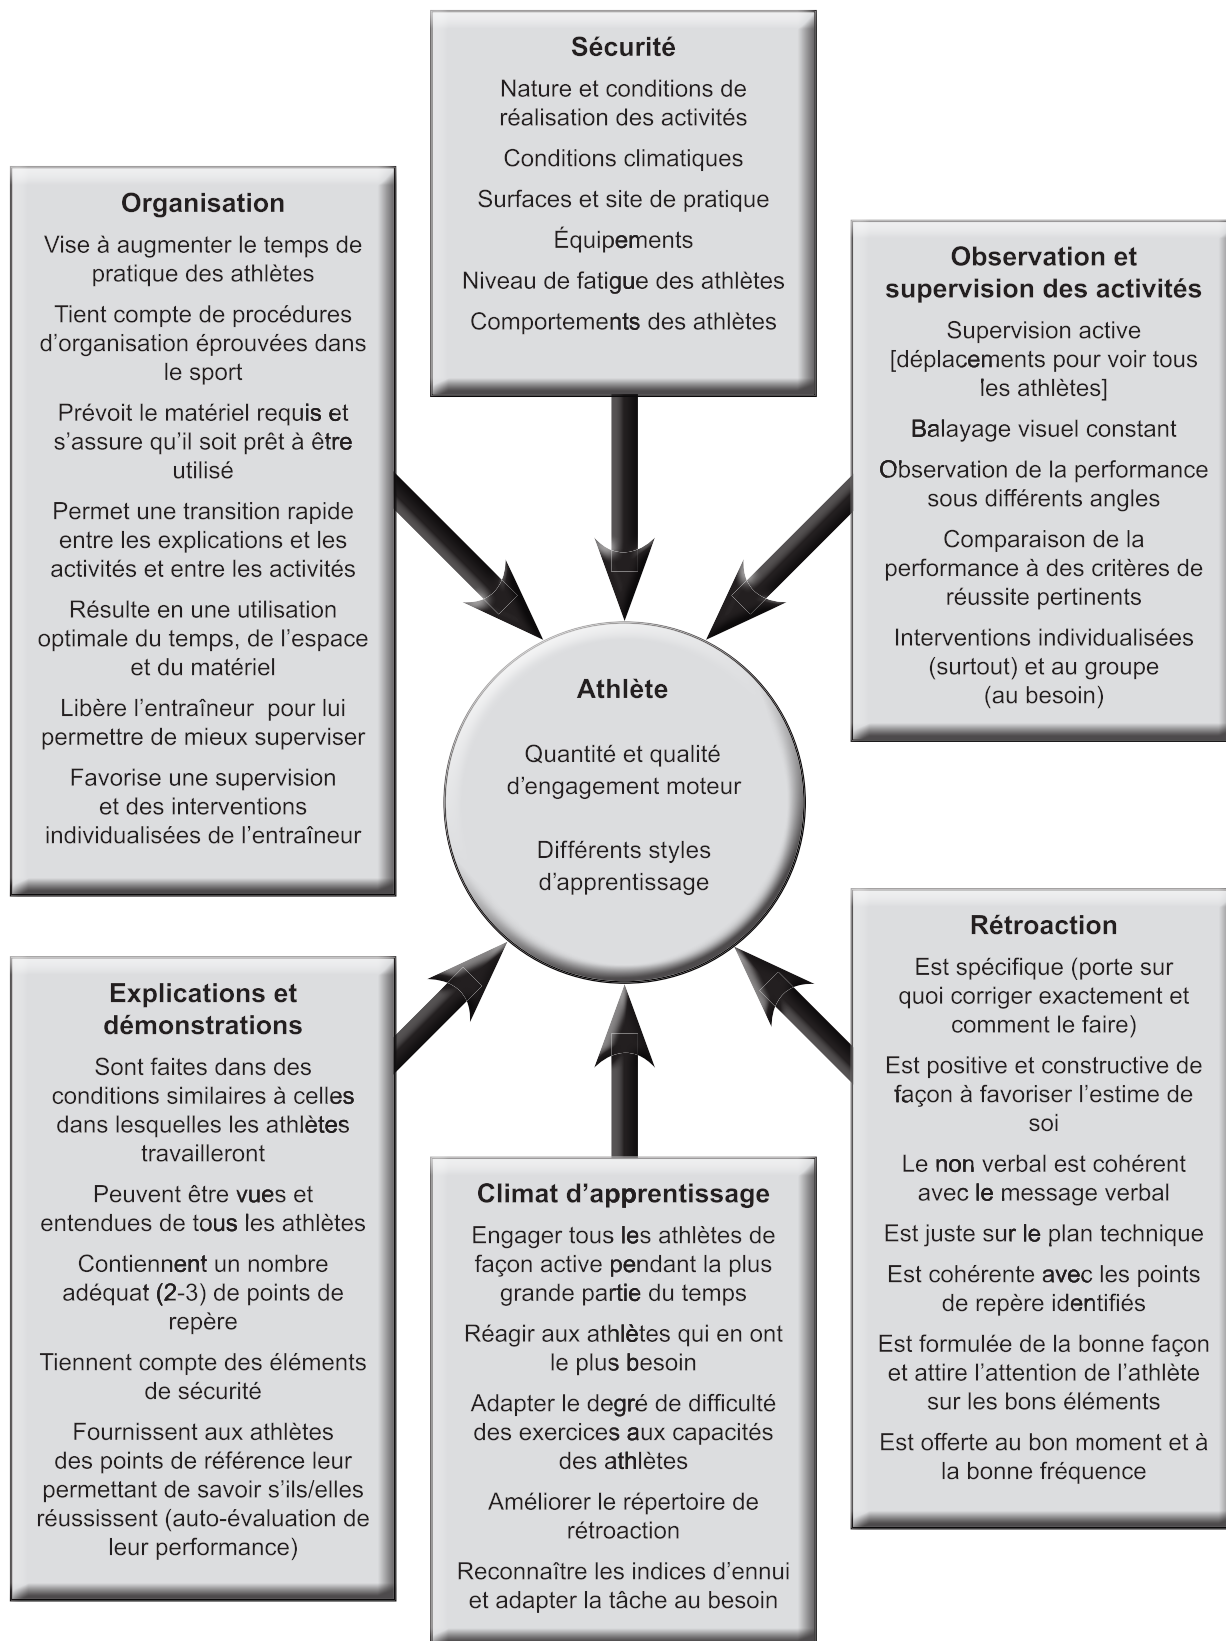 Sécurité
Nature et conditions de
réalisation des activités
Conditions climatiques
Surfaces et site de pratique
Équipements
Niveau de fatigue des athlètes
Comportements des athlètes
Organisation
Vise à augmenter le temps de
pratique des athlètes
Tient compte de procédures
d'organisation éprouvées dans
le sport
Prévoit le matériel requis et
s'assure qu'il soit prêt à être
utilisé
Permet une transition rapide
entre les explications et les
activités et entre les activités
Résulte en une utilisation
optimale du temps, de l'espace
et du matériel
Libère l'entraîneur pour lui
permettre de mieux superviser
Favorise une supervision
et des interventions
individualisées de l'entraîneur
Observation et
supervision des activités
Supervision active
[déplacements pour voir tous
les athlètes]
Balayage visuel constant
Observation de la performance
sous différents angles
Comparaison de la
performance à des critères de
réussite pertinents
Interventions individualisées
(surtout) et au groupe
(au besoin)
Athlète
Quantité et qualité
d'engagement moteur
Différents styles
d'apprentissage
Explications et
démonstrations
Sont faites dans des
conditions similaires à celles
dans lesquelles les athlètes
travailleront
Peuvent être vues et
entendues de tous les athlètes
Contiennent un nombre
adéquat (2-3) de points de
repère
Tiennent compte des éléments
de sécurité
Fournissent aux athlètes
des points de référence leur
permettant de savoir s'ils/elles
réussissent (auto-évaluation de
leur performance)
Climat d'apprentissage
Engager tous les athlètes de
façon active pendant la plus
grande partie du temps
Réagir aux athlètes qui en ont
le plus besoin
Adapter le degré de difficulté
des exercices aux capacités
des athlètes
Améliorer le répertoire de
rétroaction
Reconnaître les indices d'ennui
et adapter la tâche au besoin
Rétroaction
Est spécifique (porte sur
quoi corriger exactement et
comment le faire)
Est positive et constructive de
façon à favoriser l'estime de
soi
Le non verbal est cohérent
avec le message verbal
Est juste sur le plan technique
Est cohérente avec les points
de repère identifiés
Est formulée de la bonne façon
et attire l'attention de l'athlète
sur les bons éléments
Est offerte au bon moment et à
la bonne fréquence